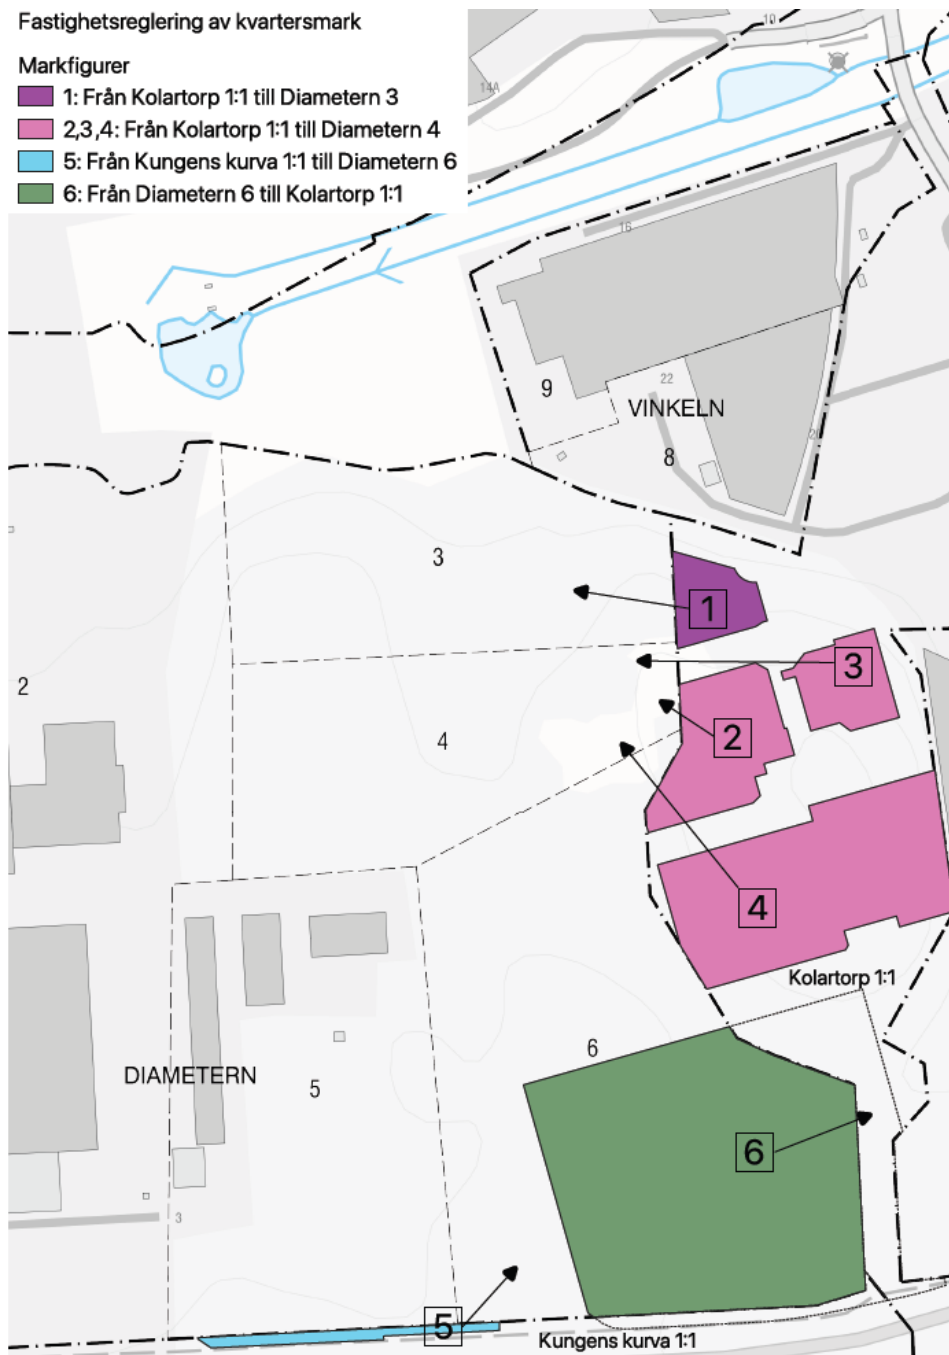 Fastighetsreglering av kvartersmark
Markfigurer
1: Från Kolartorp 1:1 till Diametern 3
2,3,4: Från Kolartorp 1:1 till Diametern 4
5: Från Kungens kurva 1:1 till Diametern 6
6: Från Diametern 6 till Kolartorp 1:1
10
14A
16
9
22
VINKELN
8
3
1
2
3
4
2
4
Kolartorp 1:1
6
DIAMETERN
5
6
3
5
Kungens kurva 1:1